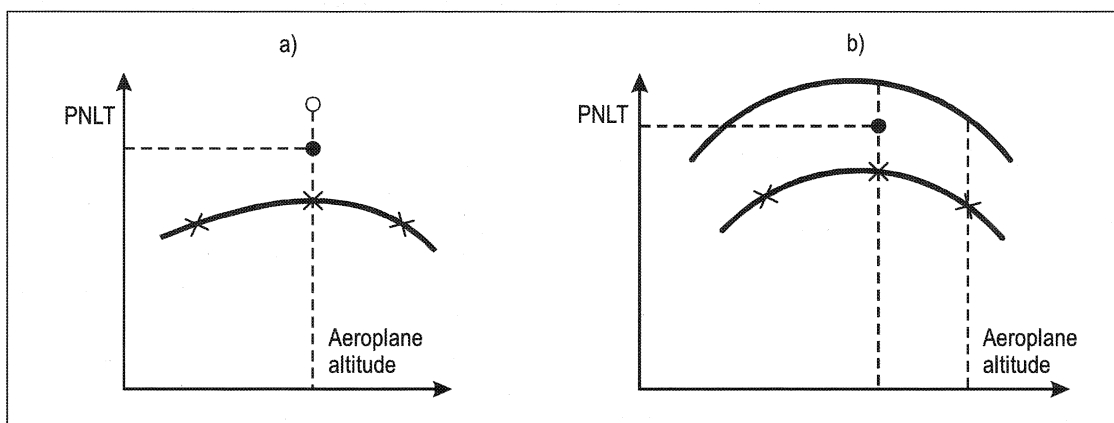 a)
PNLT
Aeroplane
altitude
b)
PNLT
Aeroplane
altitude